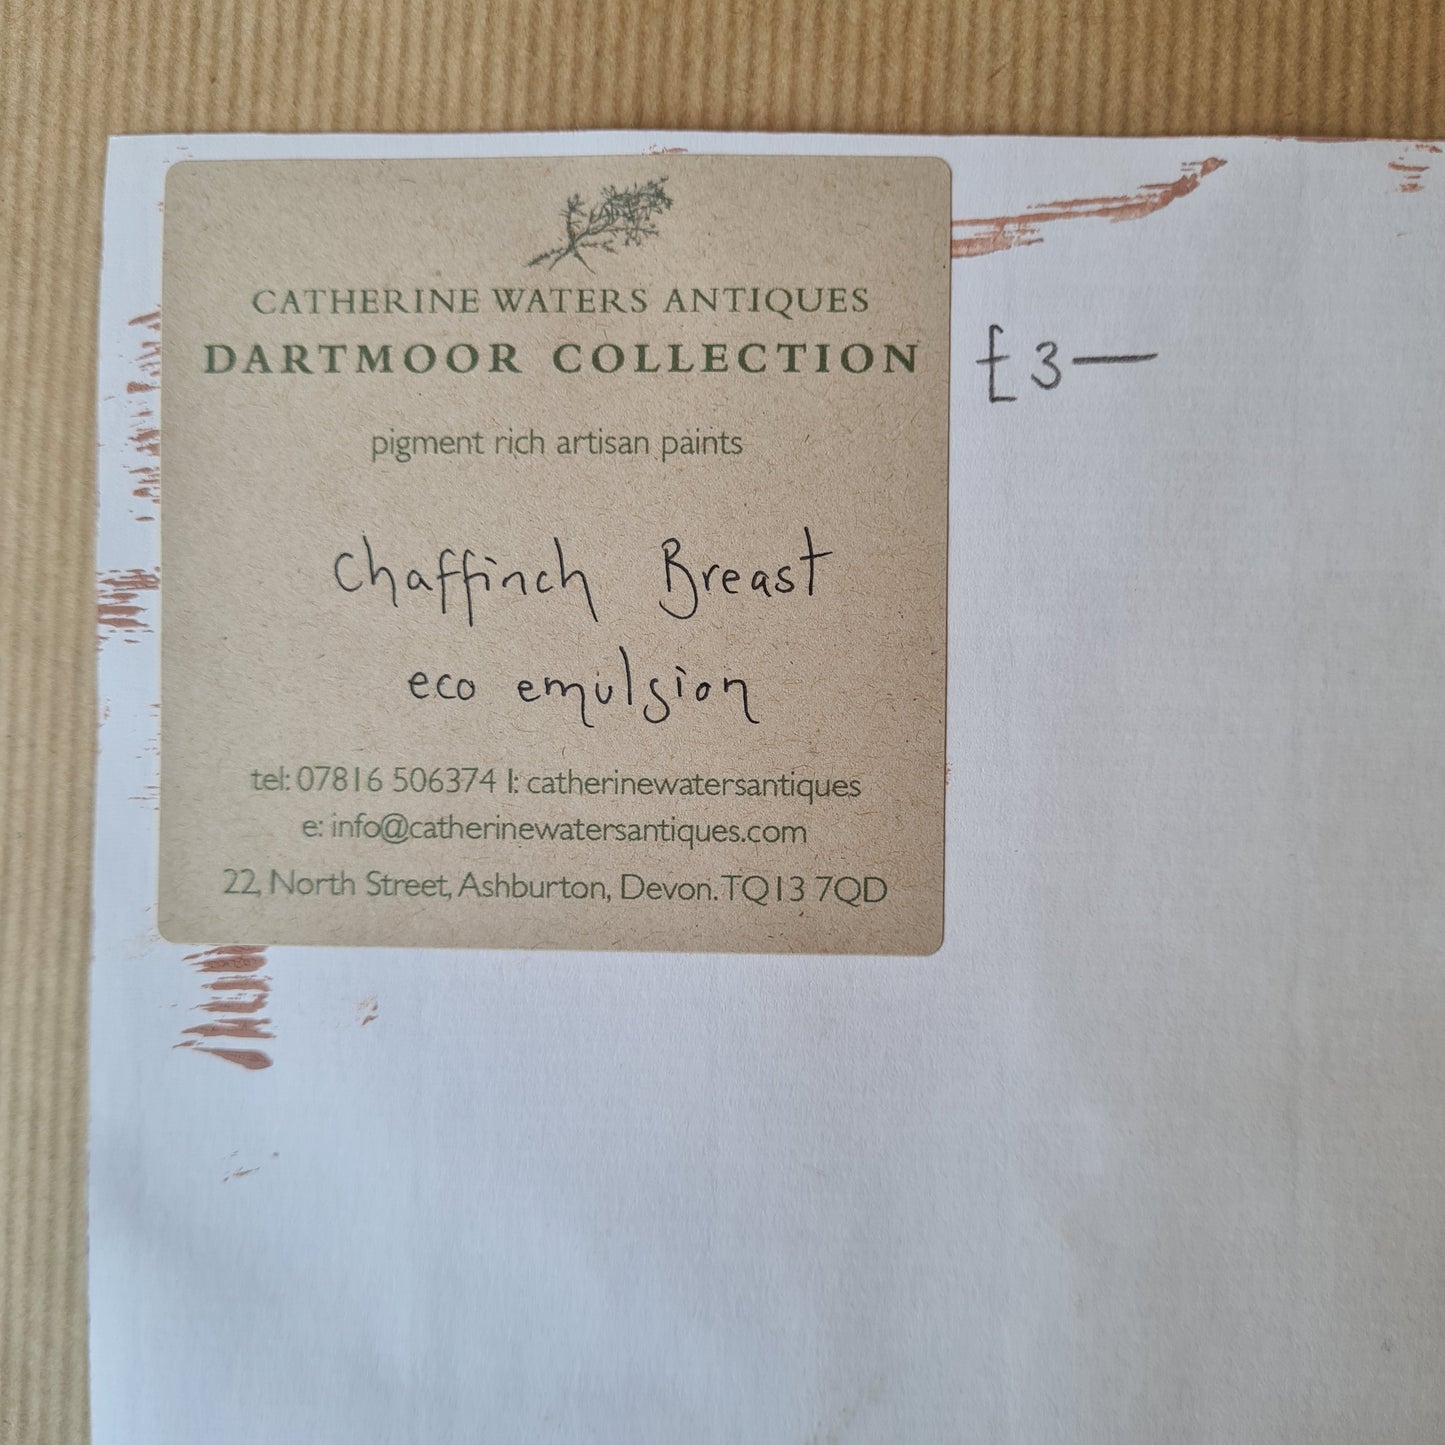 CATHERINE WATERS ANTIQUES
DARTMOOR COLLECTION
£3—
pigment rich artisan paints
Chaffinch Breast
eco emulsion
tel: 07816 506374 I: catherinewatersantiques
e: info@catherinewatersantiques.com
22, North Street, Ashburton, Devon. TQ13 7QD